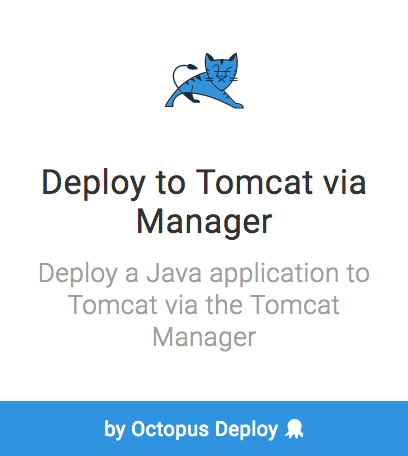 Deploy to Tomcat via
Manager
Deploy a Java application to
Tomcat via the Tomcat
Manager
by Octopus Deploy